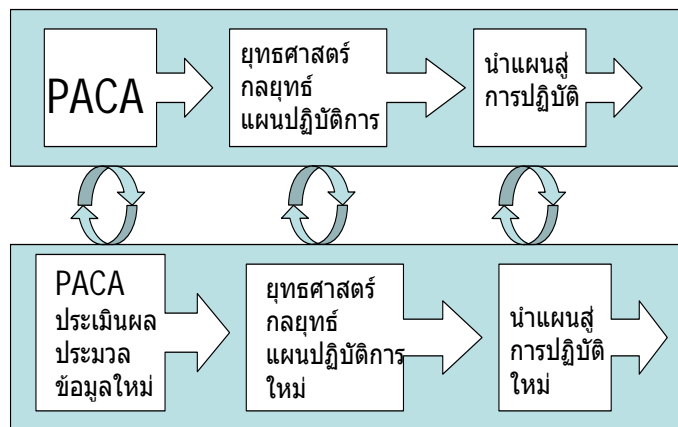 PACA
ยุทธศาสตร์
กลยุทธ์
แผนปฏิบัติการ
นำแผนสู่
การปฏิบัติ
PACA
ประเมินผล
ประมวล
ข้อมูลใหม่
ยุทธศาสตร์
กลยุทธ์
แผนปฏิบัติการ
ใหม่
นำแผนสู่
การปฏิบัติ
ใหม่